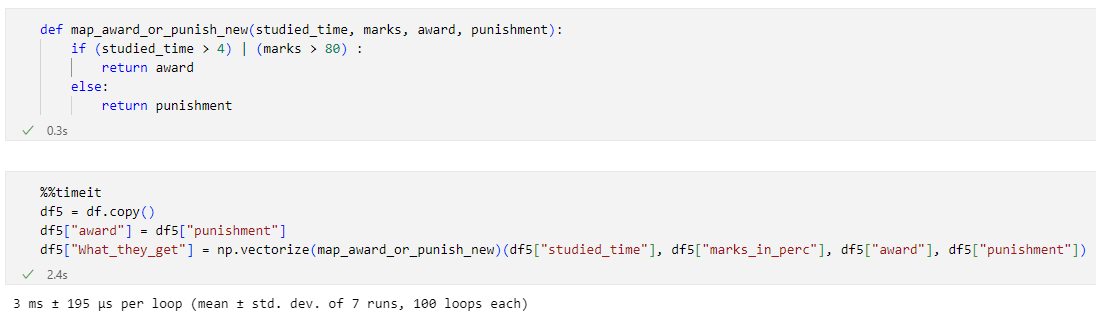 def map_award_or_punish_new(studied_time, marks, award, punishment):
    if (studied_time > 4) | (marks > 80) :
        return award
    else:
        return punishment
✓ 0.3s
%%timeit
df5 = df.copy()
df5["award"] = df5["punishment"]
df5["What_they_get"] = np.vectorize(map_award_or_punish_new)(df5["studied_time"], df5["marks_in_perc"], df5["award"], df5["punishment"])
✓ 2.4s
3 ms ± 195 µs per loop (mean ± std. dev. of 7 runs, 100 loops each)